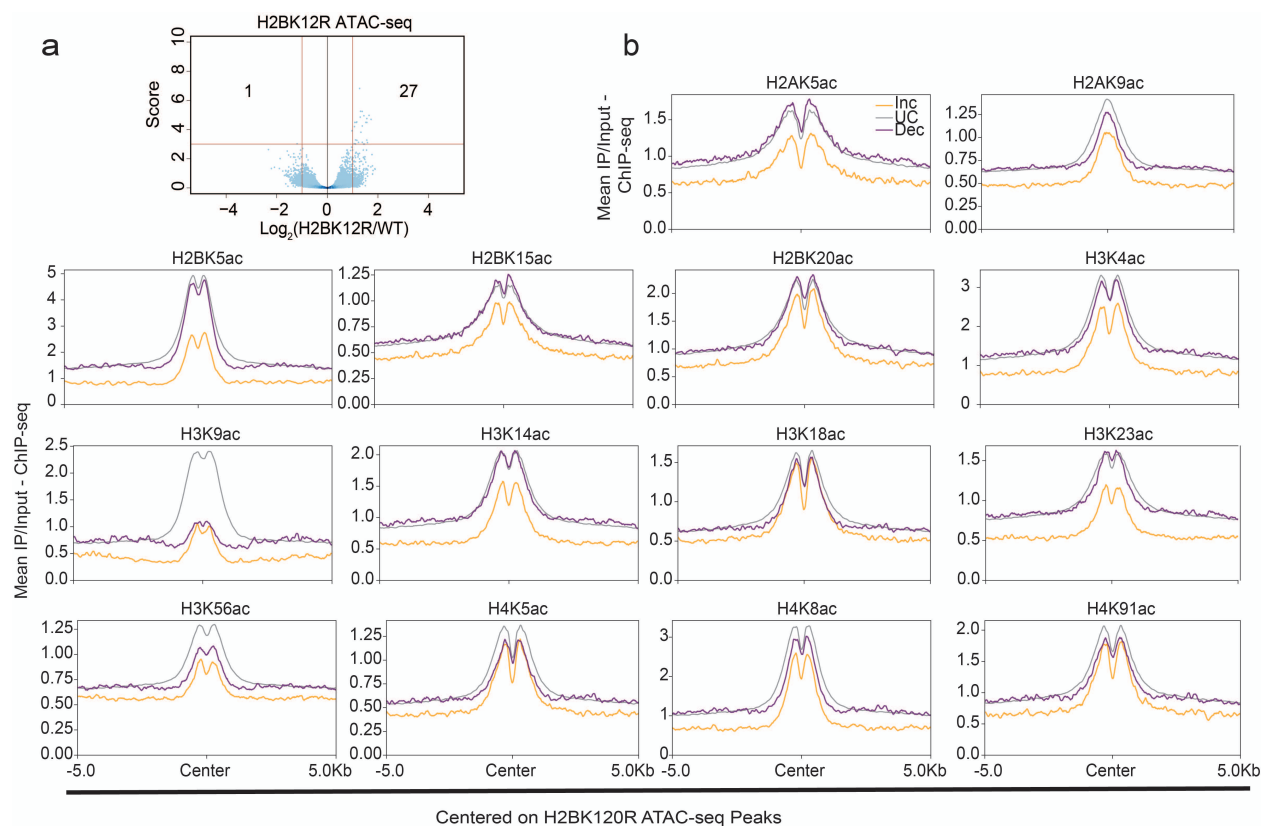 a
H2BK12R ATAC-seq
10
8
6
4
2
0
Score
1
27
−4 −2 0 2 4
Log2(H2BK12R/WT)
b
Mean IP/Input -
ChIP-seq
H2AK5ac
1.5
1.0
0.5
0.0
Inc
UC
Dec
H2AK9ac
1.25
1.00
0.75
0.50
0.25
0.00
Mean IP/Input - ChIP-seq
H2BK5ac
5
4
3
2
1
0
H2BK15ac
1.25
1.00
0.75
0.50
0.25
0.00
H2BK20ac
2.0
1.5
1.0
0.5
0.0
H3K4ac
3
2
1
0
H3K9ac
2.5
2.0
1.5
1.0
0.5
0.0
H3K14ac
2.0
1.5
1.0
0.5
0.0
H3K18ac
1.5
1.0
0.5
0.0
H3K23ac
1.5
1.0
0.5
0.0
H3K56ac
1.25
1.00
0.75
0.50
0.25
0.00
-5.0 Center 5.0Kb
H4K5ac
1.25
1.00
0.75
0.50
0.25
0.00
-5.0 Center 5.0Kb
H4K8ac
3
2
1
0
-5.0 Center 5.0Kb
H4K91ac
2.0
1.5
1.0
0.5
0.0
-5.0 Center 5.0Kb
Centered on H2BK120R ATAC-seq Peaks